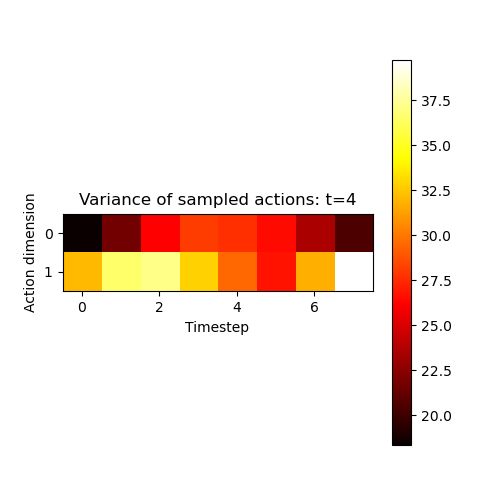 Variance of sampled actions: t=4
Action dimension
0
1
0 2 4 6
Timestep
37.5
35.0
32.5
30.0
27.5
25.0
22.5
20.0